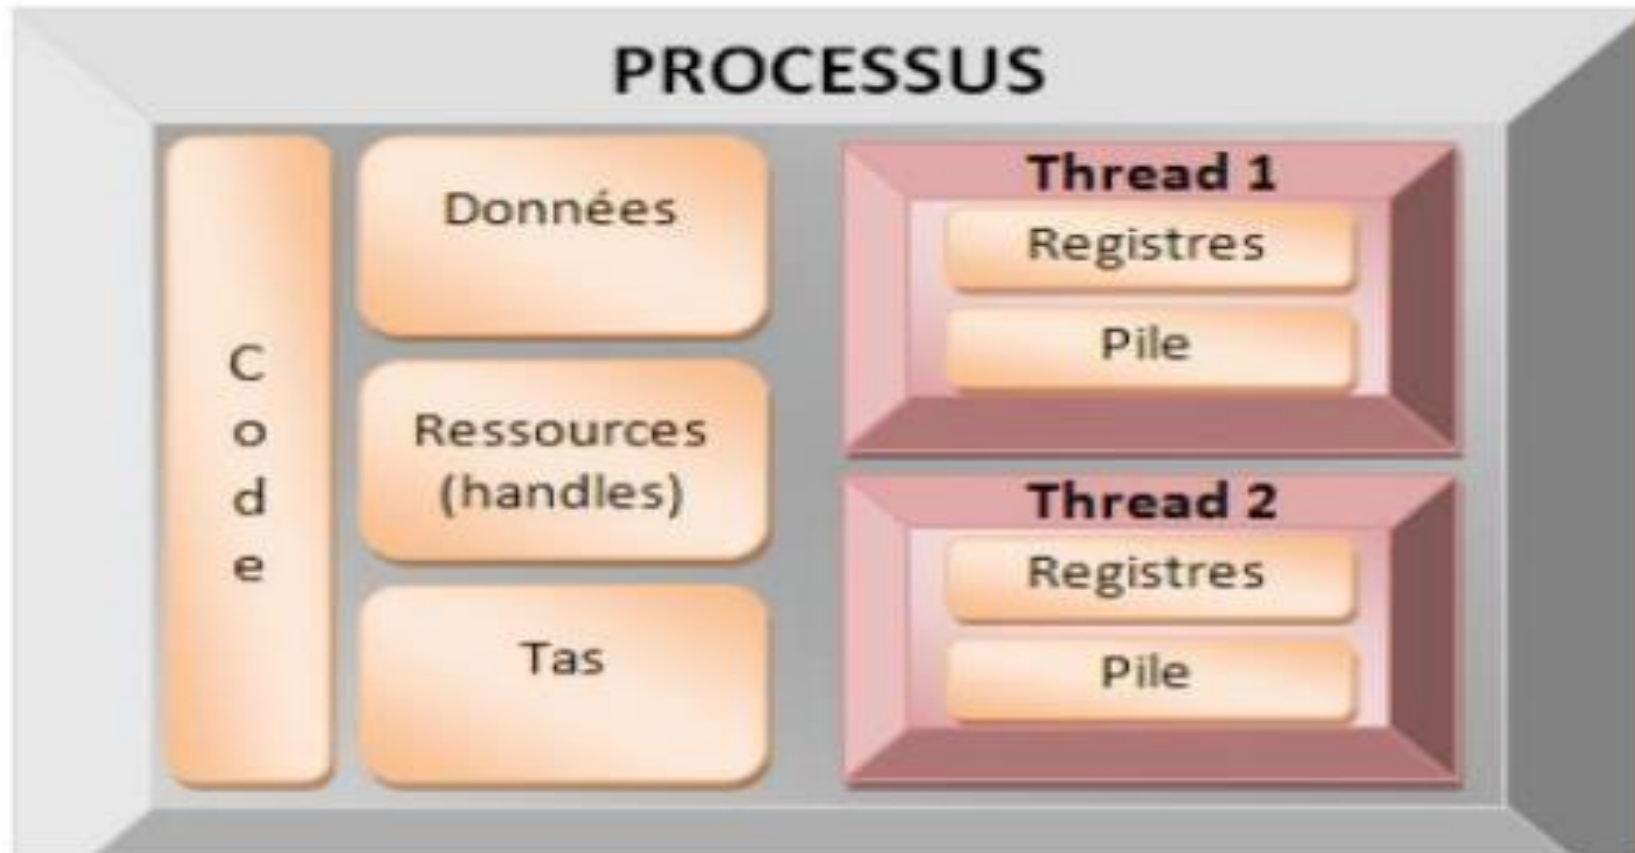 PROCESSUS
C
o
d
e
Données
Ressources
(handles)
Tas
Thread 1
Registres
Pile
Thread 2
Registres
Pile